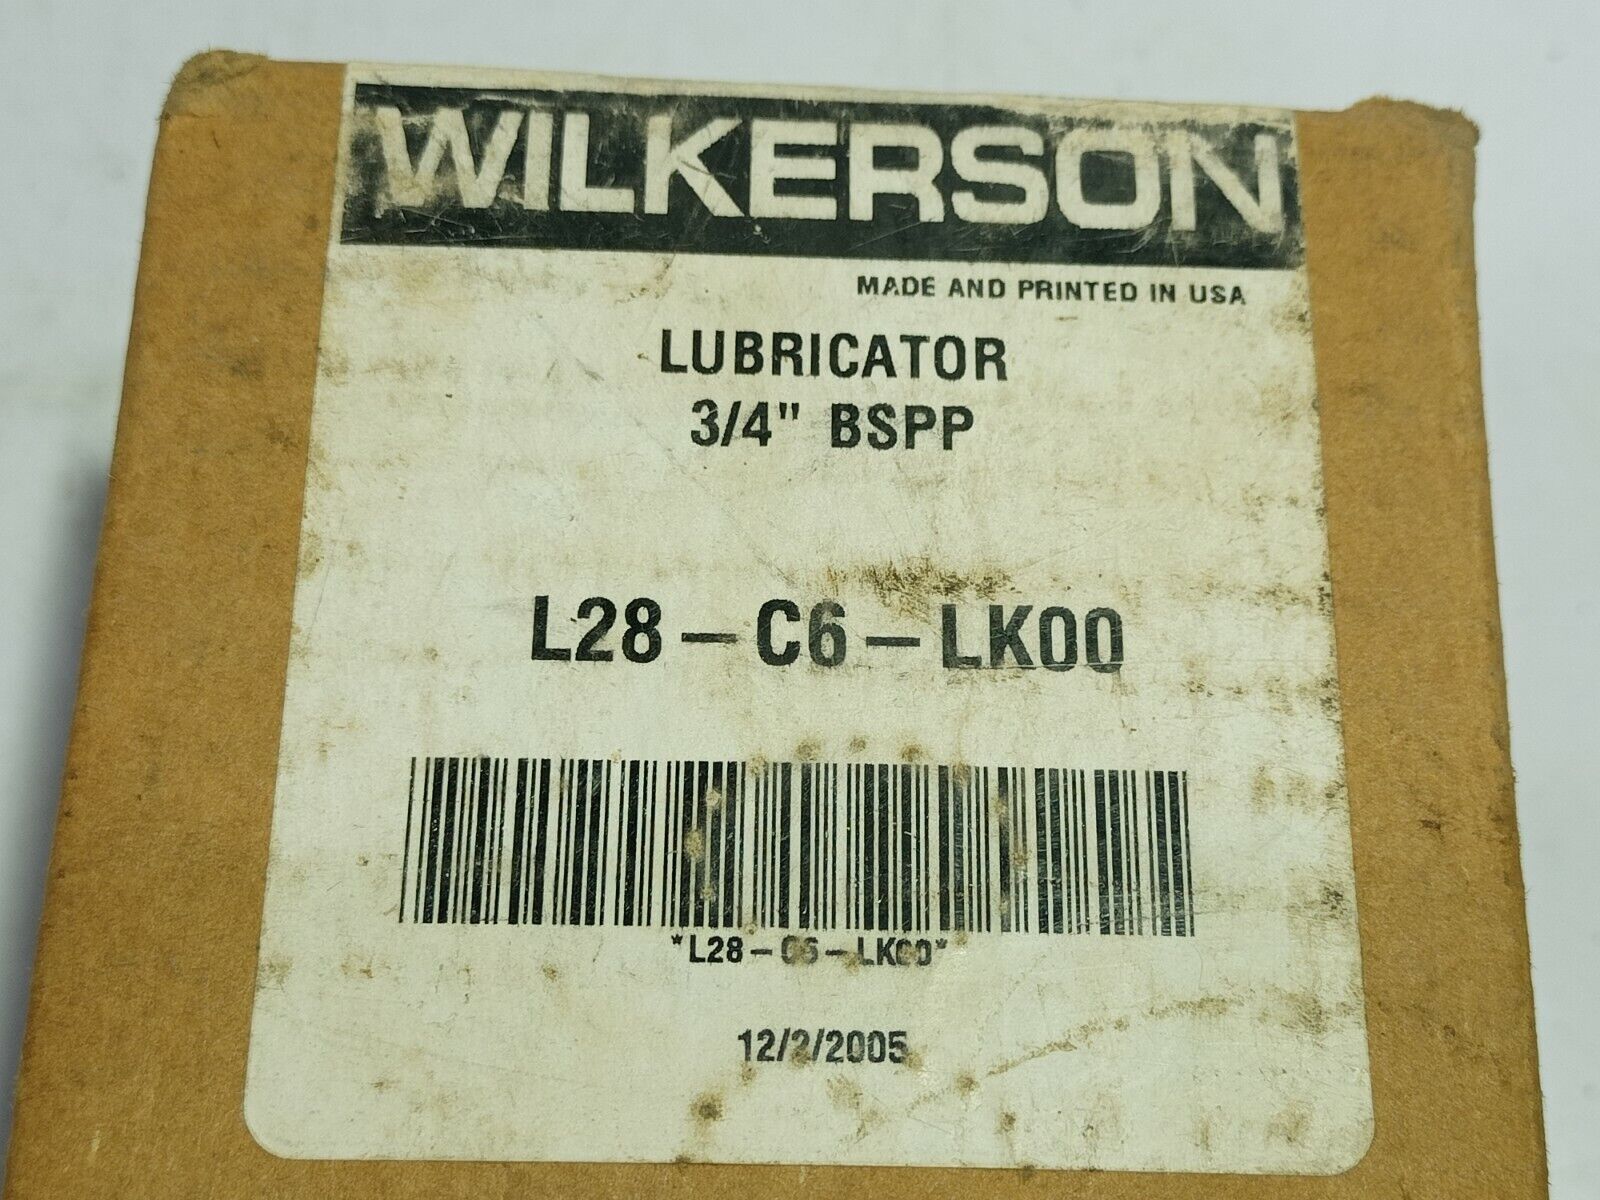 WILKERSON
MADE AND PRINTED IN USA
LUBRICATOR
3/4" BSPP
L28-C6-LK00
*L28-C6-LK00*
12/2/2005